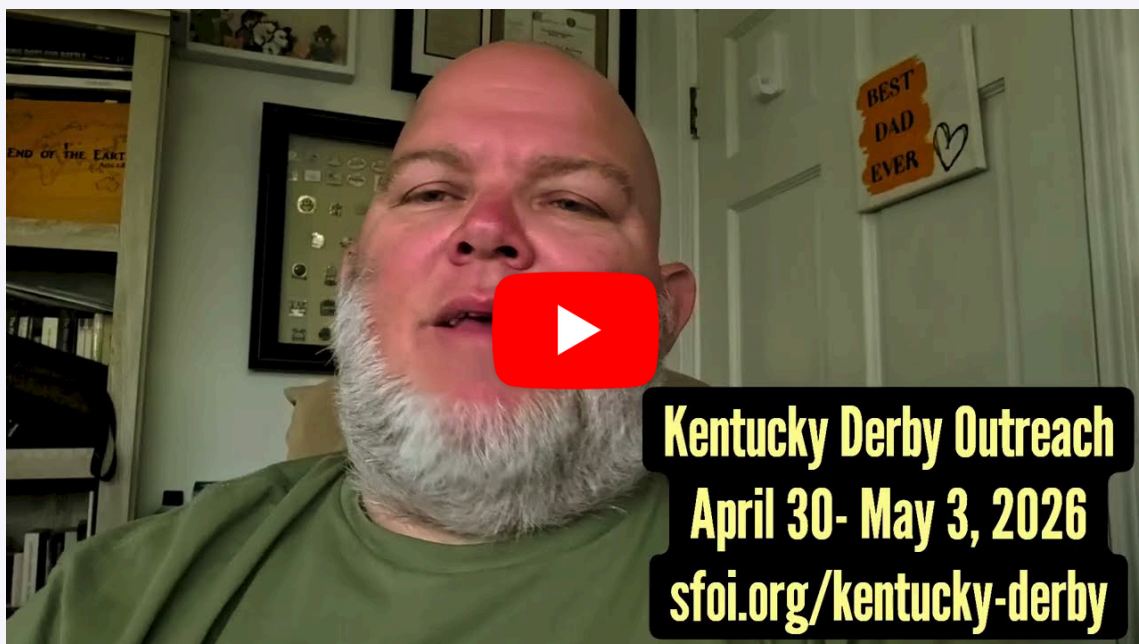 END OF THE EARTH
BEST
DAD
EVER
Kentucky Derby Outreach
April 30- May 3, 2026
sfoi.org/kentucky-derby